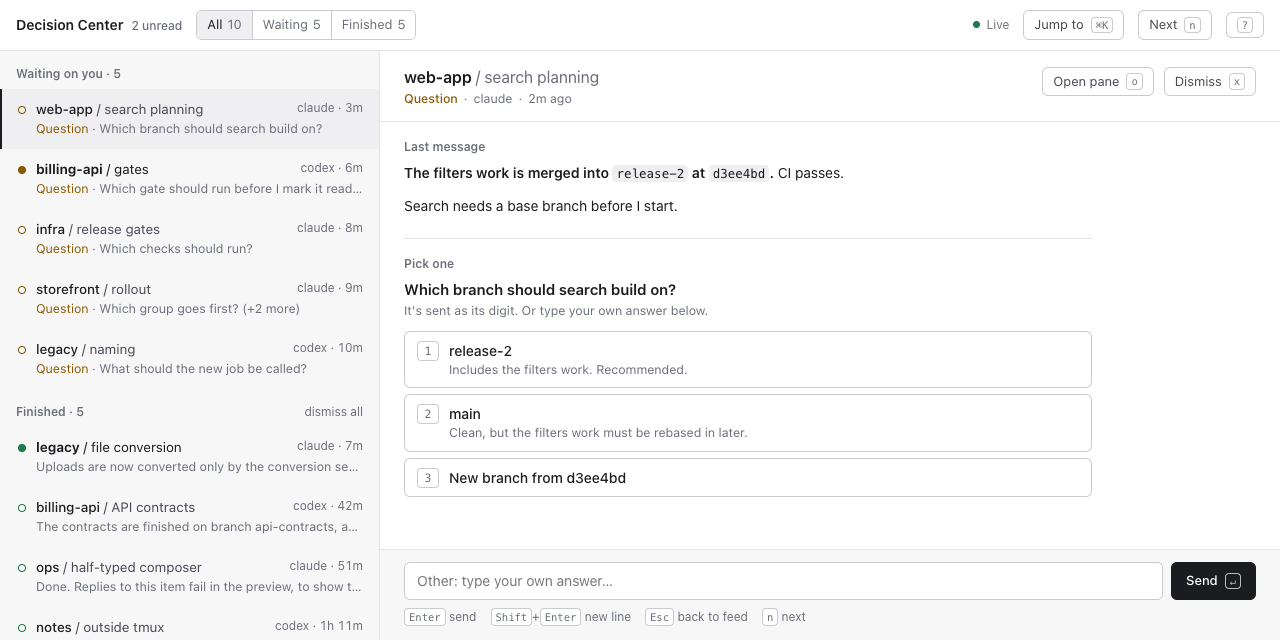 Decision Center 2 unread All 10 Waiting 5 Finished 5 Live Jump to ⌘K Next n ?
Waiting on you · 5
web-app / search planning claude · 3m
Question · Which branch should search build on?
billing-api / gates codex · 6m
Question · Which gate should run before I mark it read...
infra / release gates claude · 8m
Question · Which checks should run?
storefront / rollout claude · 9m
Question · Which group goes first? (+2 more)
legacy / naming codex · 10m
Question · What should the new job be called?
Finished · 5 dismiss all
legacy / file conversion claude · 7m
Uploads are now converted only by the conversion se...
billing-api / API contracts codex · 42m
The contracts are finished on branch api-contracts, a...
ops / half-typed composer claude · 51m
Done. Replies to this item fail in the preview, to show t...
notes / outside tmux codex · 1h 11m
web-app / search planning Open pane o Dismiss x
Question · claude · 2m ago
Last message
The filters work is merged into release-2 at d3ee4bd. CI passes.
Search needs a base branch before I start.
Pick one
Which branch should search build on?
It's sent as its digit. Or type your own answer below.
1 release-2
Includes the filters work. Recommended.
2 main
Clean, but the filters work must be rebased in later.
3 New branch from d3ee4bd
Other: type your own answer... Send ↵
Enter send Shift+Enter new line Esc back to feed n next